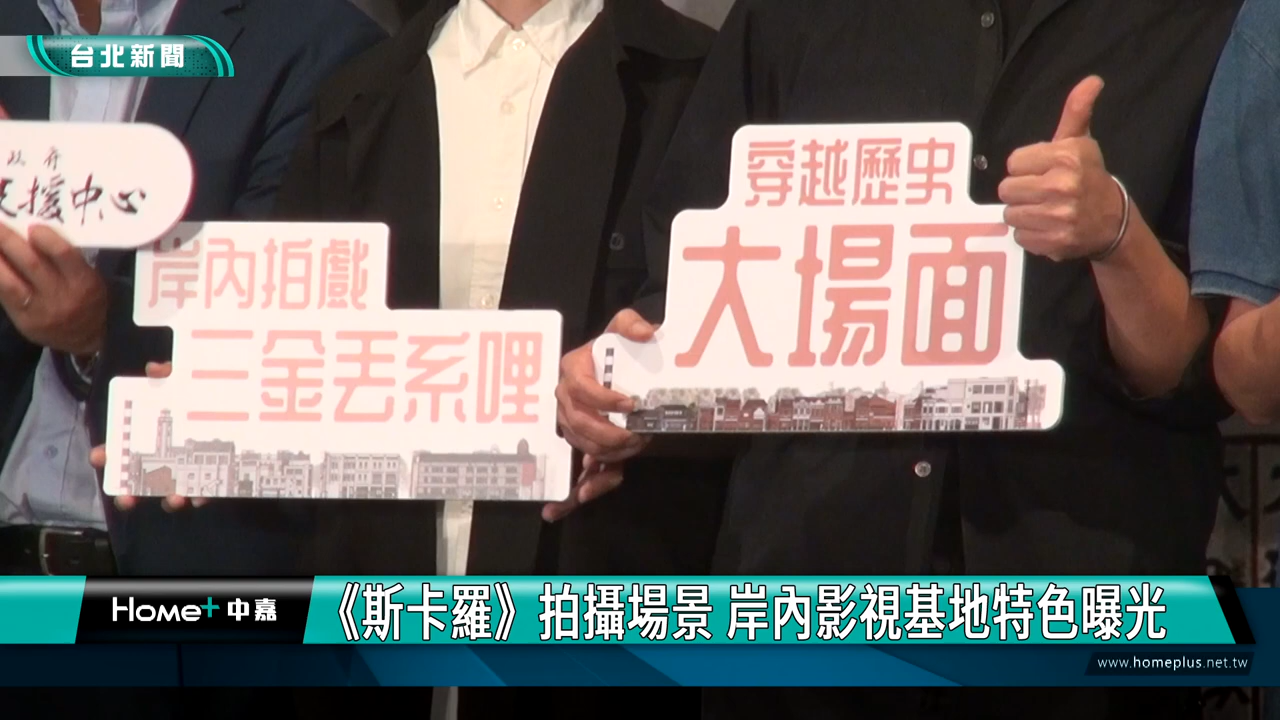 台北新聞
政府
援中心
岸內拍戲
三金丟系哩
穿越歷史
大場面
Home+中嘉
《斯卡羅》拍攝場景 岸內影視基地特色曝光
www.homeplus.net.tw